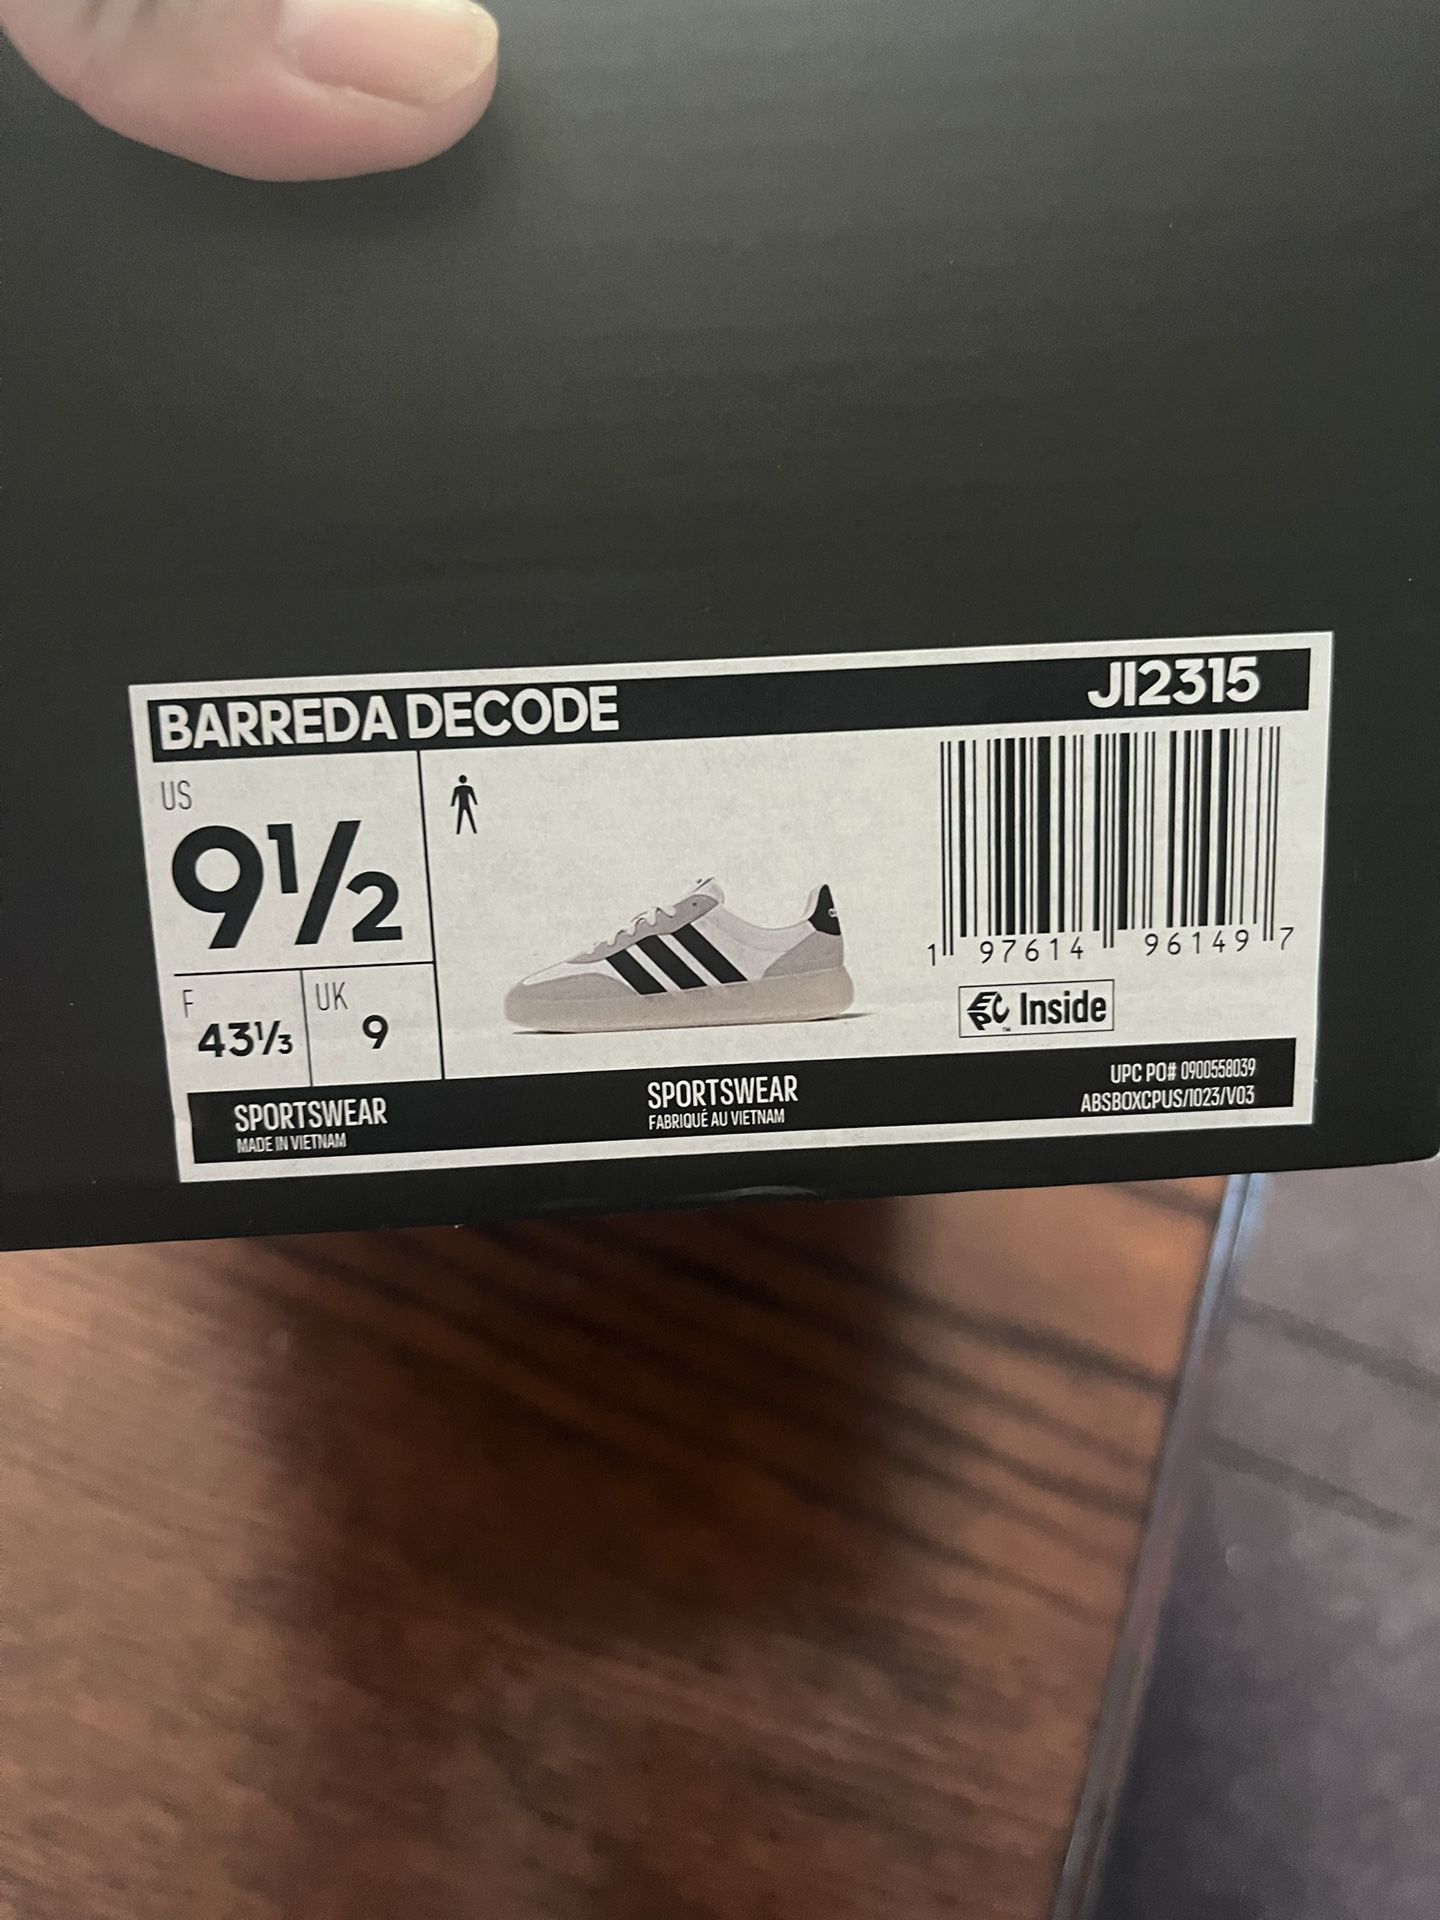 BARREDA DECODE JI2315
US
9½
F
43⅓
UK
9
1 97614 96149 7
EPC™ Inside
SPORTSWEAR
MADE IN VIETNAM
SPORTSWEAR
FABRIQUÉ AU VIETNAM
UPC PO# 0900558039
ABSBOXCPUS/1023/V03